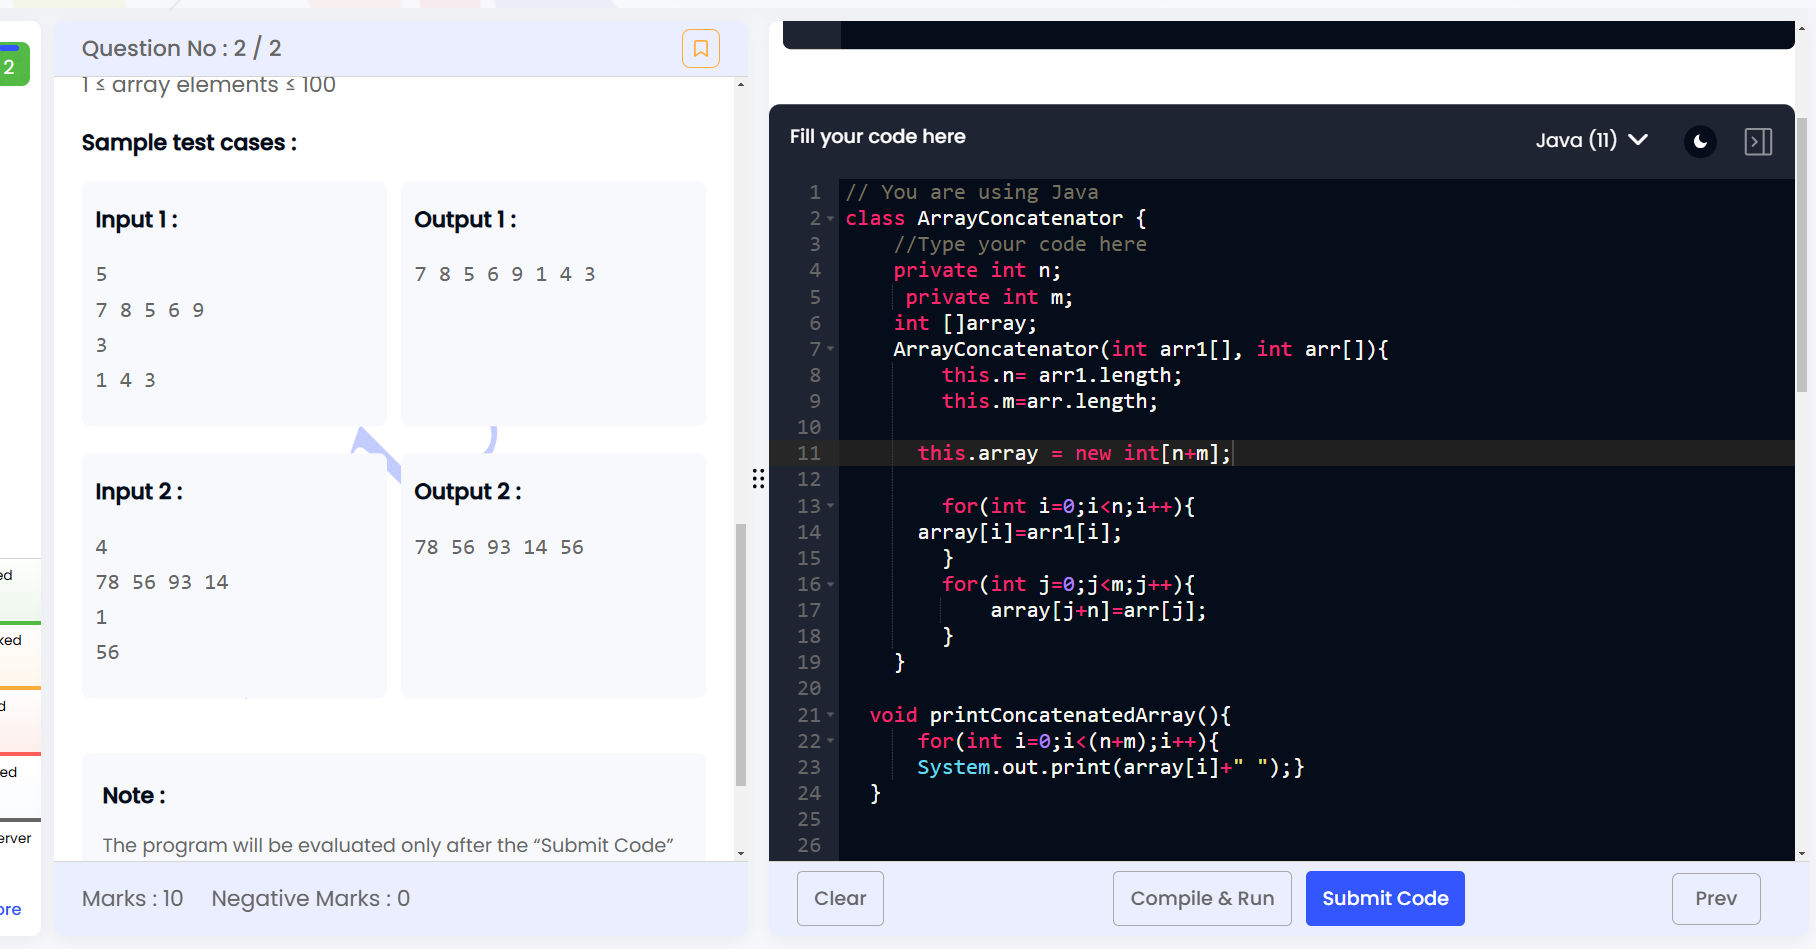 2
Question No : 2 / 2
1 ≤ array elements ≤ 100
Sample test cases :
Input 1 :
5
7 8 5 6 9
3
1 4 3
Output 1 :
7 8 5 6 9 1 4 3
Input 2 :
4
78 56 93 14
1
56
Output 2 :
78 56 93 14 56
Note :
The program will be evaluated only after the “Submit Code”
Marks : 10 Negative Marks : 0
ed
ked
d
ed
erver
ore
Fill your code here
Java (11)
1 // You are using Java
2 class ArrayConcatenator {
3 //Type your code here
4 private int n;
5 private int m;
6 int []array;
7 ArrayConcatenator(int arr1[], int arr[]){
8 this.n= arr1.length;
9 this.m=arr.length;
10
11 this.array = new int[n+m];
12
13 for(int i=0;i<n;i++){
14 array[i]=arr1[i];
15 }
16 for(int j=0;j<m;j++){
17 array[j+n]=arr[j];
18 }
19 }
20
21 void printConcatenatedArray(){
22 for(int i=0;i<(n+m);i++){
23 System.out.print(array[i]+" ");}
24 }
25
26
Clear
Compile & Run
Submit Code
Prev